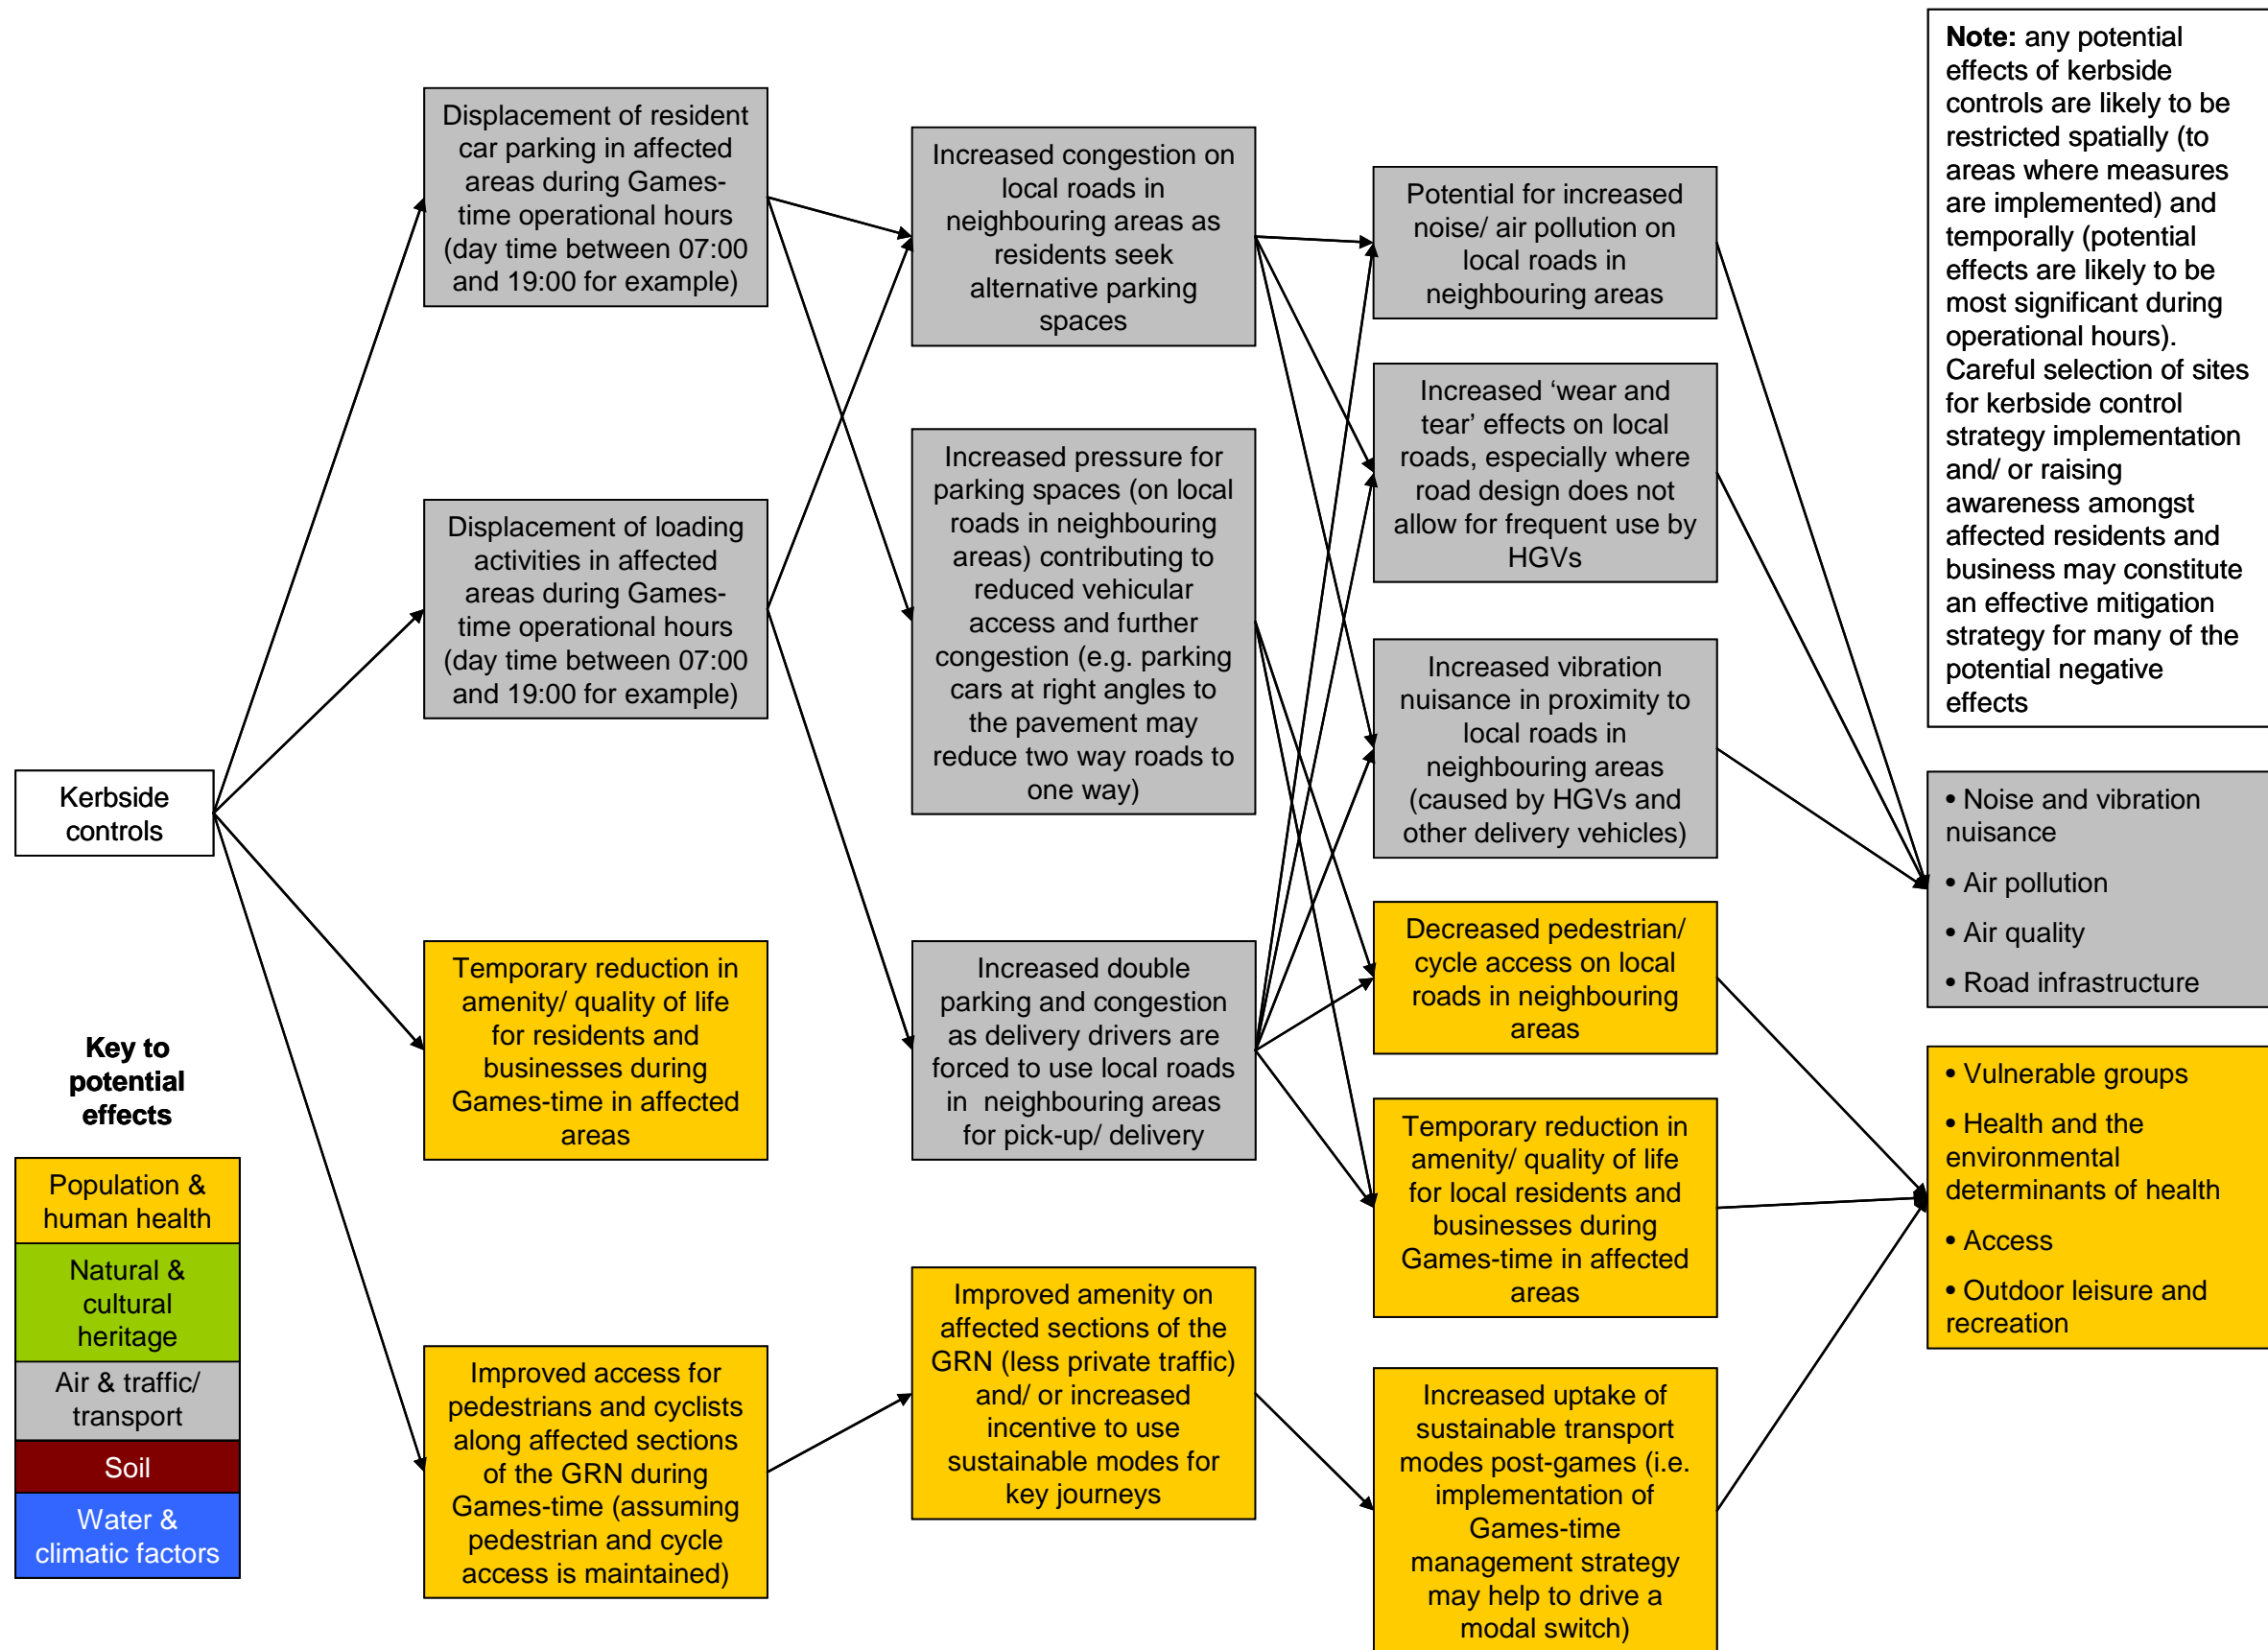 Displacement of resident
car parking in affected
areas during Games-
time operational hours
(day time between 07:00
and 19:00 for example)
Displacement of loading
activities in affected
areas during Games-
time operational hours
(day time between 07:00
and 19:00 for example)
Kerbside
controls
Temporary reduction in
amenity/ quality of life
for residents and
businesses during
Games-time in affected
areas
Improved access for
pedestrians and cyclists
along affected sections
of the GRN during
Games-time (assuming
pedestrian and cycle
access is maintained)
Key to
potential
effects
Population &
human health
Natural &
cultural
heritage
Air & traffic/
transport
Soil
Water &
climatic factors
Increased congestion on
local roads in
neighbouring areas as
residents seek
alternative parking
spaces
Increased pressure for
parking spaces (on local
roads in neighbouring
areas) contributing to
reduced vehicular
access and further
congestion (e.g. parking
cars at right angles to
the pavement may
reduce two way roads to
one way)
Increased double
parking and congestion
as delivery drivers are
forced to use local roads
in neighbouring areas
for pick-up/ delivery
Improved amenity on
affected sections of the
GRN (less private traffic)
and/ or increased
incentive to use
sustainable modes for
key journeys
Potential for increased
noise/ air pollution on
local roads in
neighbouring areas
Increased ‘wear and
tear’ effects on local
roads, especially where
road design does not
allow for frequent use by
HGVs
Increased vibration
nuisance in proximity to
local roads in
neighbouring areas
(caused by HGVs and
other delivery vehicles)
Decreased pedestrian/
cycle access on local
roads in neighbouring
areas
Temporary reduction in
amenity/ quality of life
for local residents and
businesses during
Games-time in affected
areas
Increased uptake of
sustainable transport
modes post-games (i.e.
implementation of
Games-time
management strategy
may help to drive a
modal switch)
Note: any potential
effects of kerbside
controls are likely to be
restricted spatially (to
areas where measures
are implemented) and
temporally (potential
effects are likely to be
most significant during
operational hours).
Careful selection of sites
for kerbside control
strategy implementation
and/ or raising
awareness amongst
affected residents and
business may constitute
an effective mitigation
strategy for many of the
potential negative
effects
• Noise and vibration
nuisance
• Air pollution
• Air quality
• Road infrastructure
• Vulnerable groups
• Health and the
environmental
determinants of health
• Access
• Outdoor leisure and
recreation